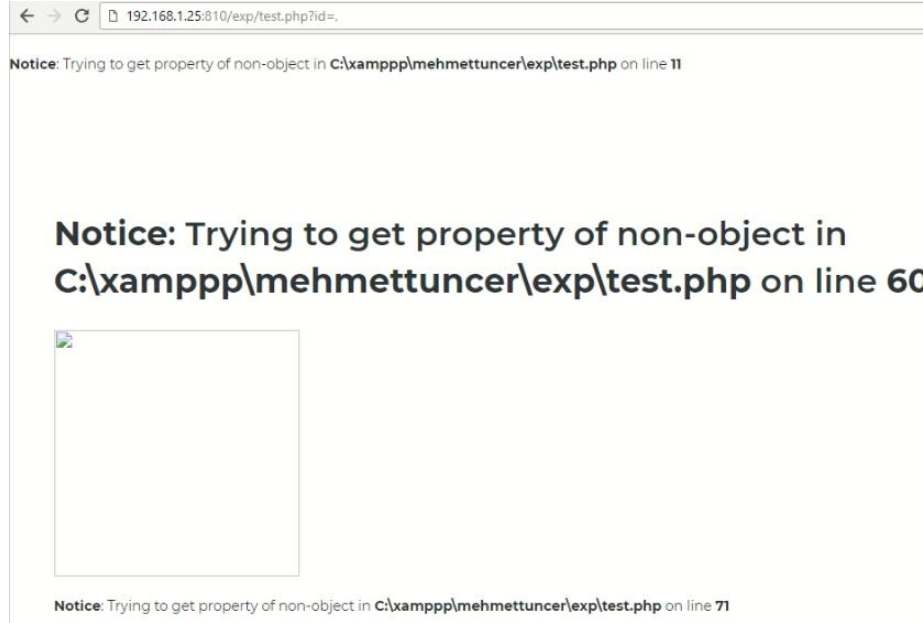 192.168.1.25:810/exp/test.php?id=,
Notice: Trying to get property of non-object in C:\xamppp\mehmettuncer\exp\test.php on line 11
Notice: Trying to get property of non-object in
C:\xamppp\mehmettuncer\exp\test.php on line 60
Notice: Trying to get property of non-object in C:\xamppp\mehmettuncer\exp\test.php on line 71